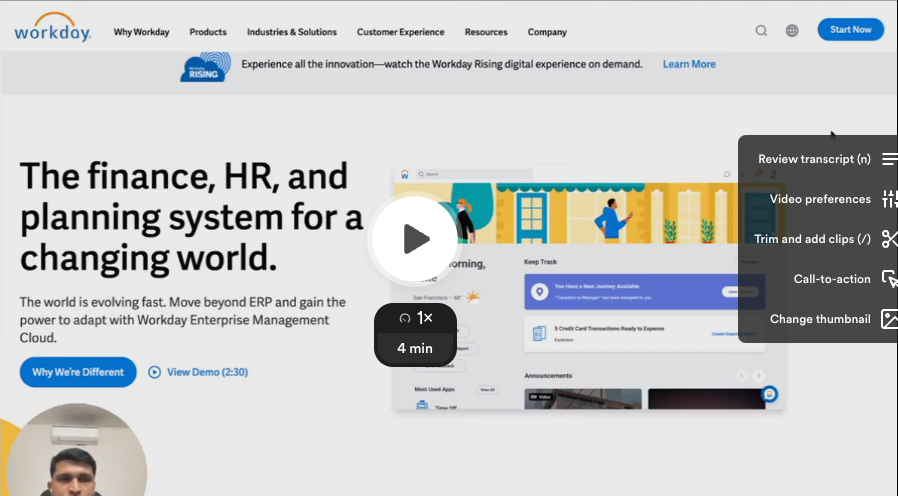 workday.
Why Workday
Products
Industries & Solutions
Customer Experience
Resources
Company
Start Now
Workday
RISING
Experience all the innovation—watch the Workday Rising digital experience on demand.
Learn More
The finance, HR, and
planning system for a
changing world.
The world is evolving fast. Move beyond ERP and gain the
power to adapt with Workday Enterprise Management
Cloud.
Why We're Different
View Demo (2:30)
Search
Keep Track
You Have a New Journey Available
"Transition to Manager" has been assigned to you
San Francisco – 68°
5 Credit Card Transactions Ready to Expense
Expenses
Announcements
Most Used Apps
View All
Time Off
Video
1×
4 min
Review transcript (n)
Video preferences
Trim and add clips (/)
Call-to-action
Change thumbnail